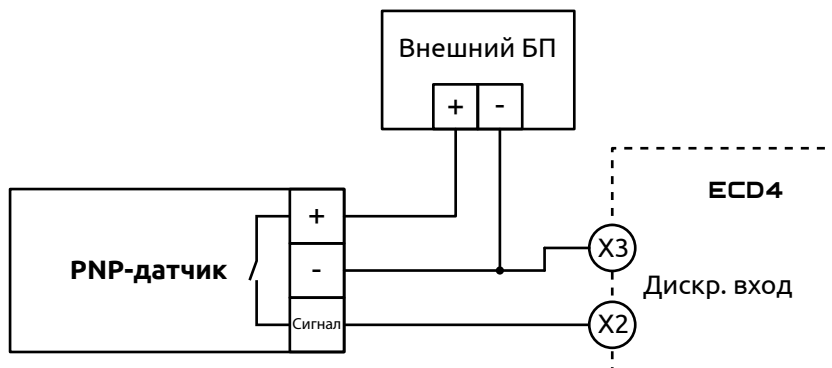 Внешний БП
+ -
ECD4
+
X3
PNP-датчик
-
Дискр. вход
Сигнал
X2